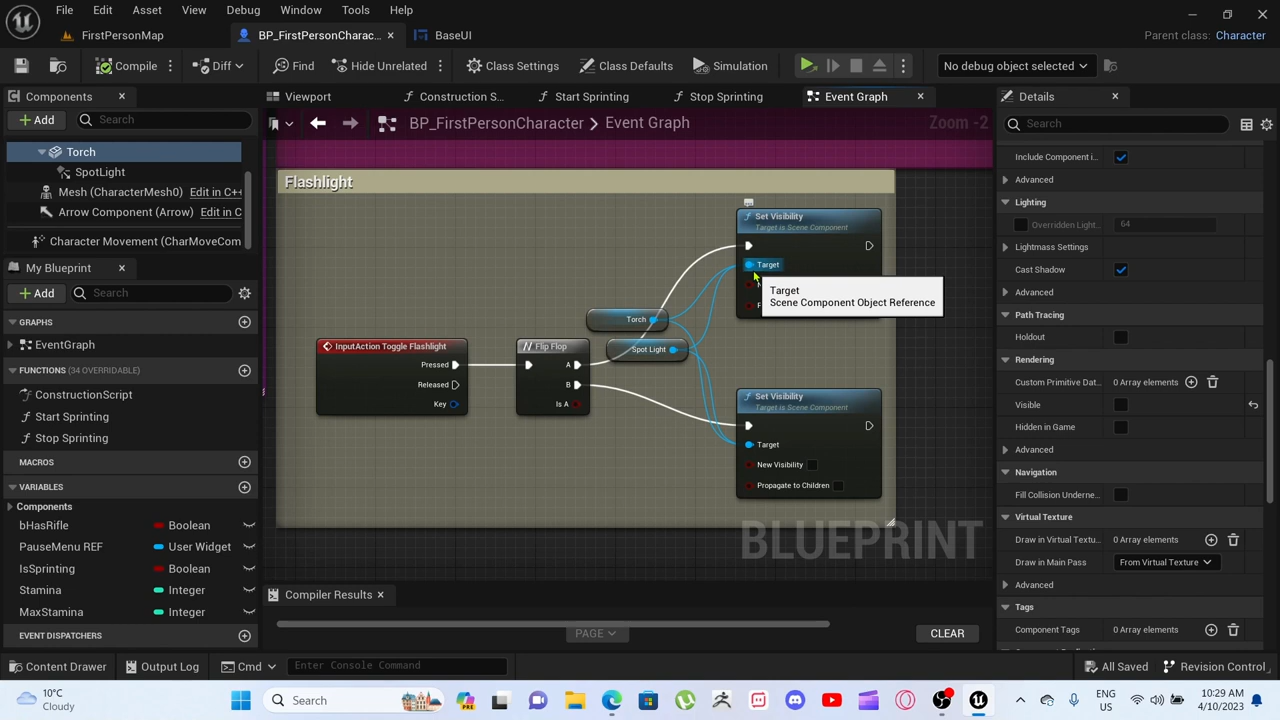 File Edit Asset View Debug Window Tools Help
FirstPersonMap
BP_FirstPersonCharac...
BaseUI
Parent class: Character
Compile
Diff
Find
Hide Unrelated
Class Settings
Class Defaults
Simulation
No debug object selected
Components
Add
Search
Torch
SpotLight
Mesh (CharacterMesh0) Edit in C++
Arrow Component (Arrow) Edit in C
Character Movement (CharMoveCom
My Blueprint
Add
Search
GRAPHS
EventGraph
FUNCTIONS (34 OVERRIDABLE)
ConstructionScript
Start Sprinting
Stop Sprinting
MACROS
VARIABLES
Components
bHasRifle Boolean
PauseMenu REF User Widget
IsSprinting Boolean
Stamina Integer
MaxStamina Integer
EVENT DISPATCHERS
Viewport
Construction S...
Start Sprinting
Stop Sprinting
Event Graph
BP_FirstPersonCharacter > Event Graph
Zoom -2
Flashlight
Set Visibility
Target is Scene Component
Target
Target
Scene Component Object Reference
Torch
Spot Light
InputAction Toggle Flashlight
Pressed
Released
Key
Flip Flop
A
B
Is A
Set Visibility
Target is Scene Component
Target
New Visibility
Propagate to Children
BLUEPRINT
Compiler Results
PAGE
CLEAR
Details
Search
Include Component i...
Advanced
Lighting
Overridden Light... 64
Lightmass Settings
Cast Shadow
Advanced
Path Tracing
Holdout
Rendering
Custom Primitive Dat... 0 Array elements
Visible
Hidden in Game
Advanced
Navigation
Fill Collision Underne...
Virtual Texture
Draw in Virtual Textu... 0 Array elements
Draw in Main Pass From Virtual Texture
Advanced
Tags
Component Tags 0 Array elements
Content Drawer
Output Log
Cmd
Enter Console Command
All Saved
Revision Control
10°C
Cloudy
Search
ENG
US
10:29 AM
4/10/2023